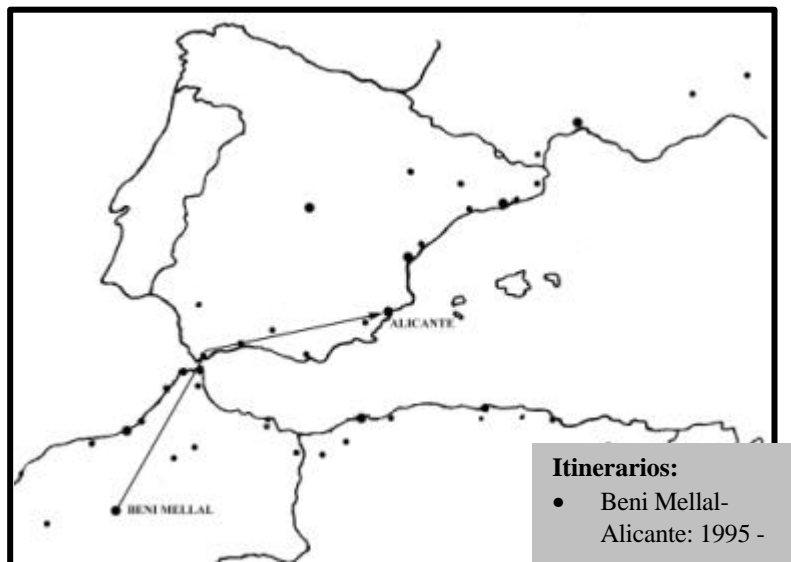 ALICANTE
BENI MELLAL
Itinerarios:
• Beni Mellal-
Alicante: 1995 -